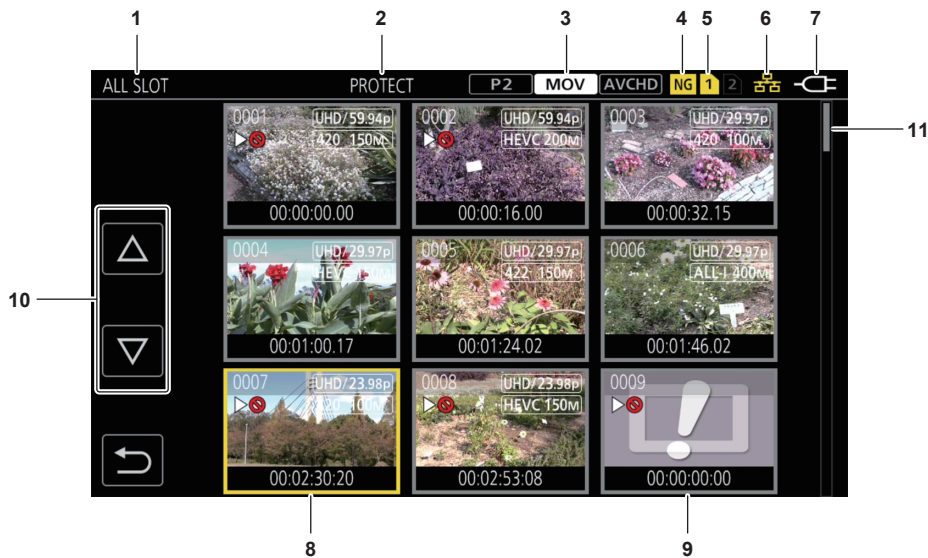 1 2 3 4 5 6 7
ALL SLOT PROTECT P2 MOV AVCHD NG 1 2
0001 UHD/59.94p 0002 UHD/59.94p 0003 UHD/29.97p
420 150M HEVC 200M 420 100M
00:00:00.00 00:00:16.00 00:00:32.15
11
0004 UHD/29.97p 0005 UHD/29.97p 0006 UHD/29.97p
HEVC 150M 422 150M ALL-I 400M
00:01:00.17 00:01:24.02 00:01:46.02
10
0007 UHD/23.98p 0008 UHD/23.98p 0009
420 100M HEVC 150M
00:02:30:20 00:02:53:08 00:00:00:00
8 9